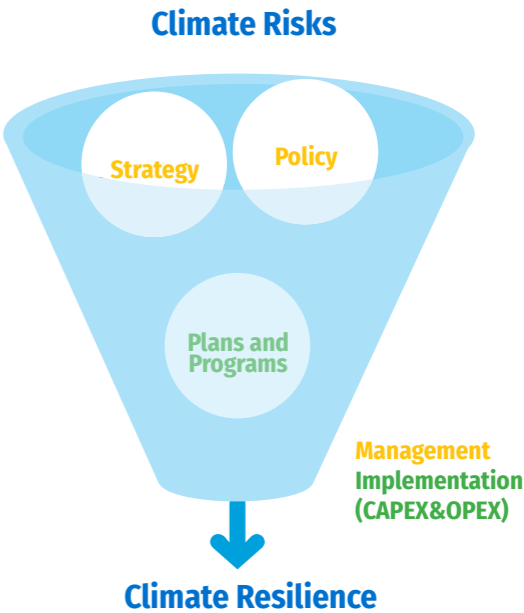 Climate Risks
Strategy
Policy
Plans and
Programs
Management
Implementation
(CAPEX&OPEX)
Climate Resilience